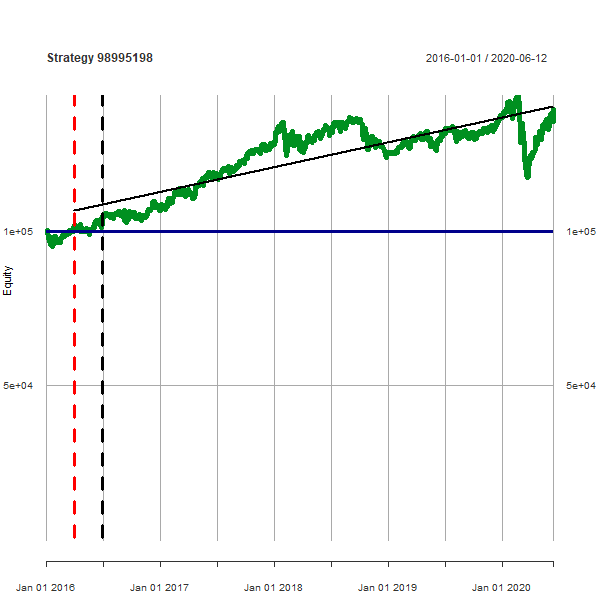 Strategy 98995198
2016-01-01 / 2020-06-12
1e+05
1e+05
Equity
5e+04
5e+04
Jan 01 2016
Jan 01 2017
Jan 01 2018
Jan 01 2019
Jan 01 2020